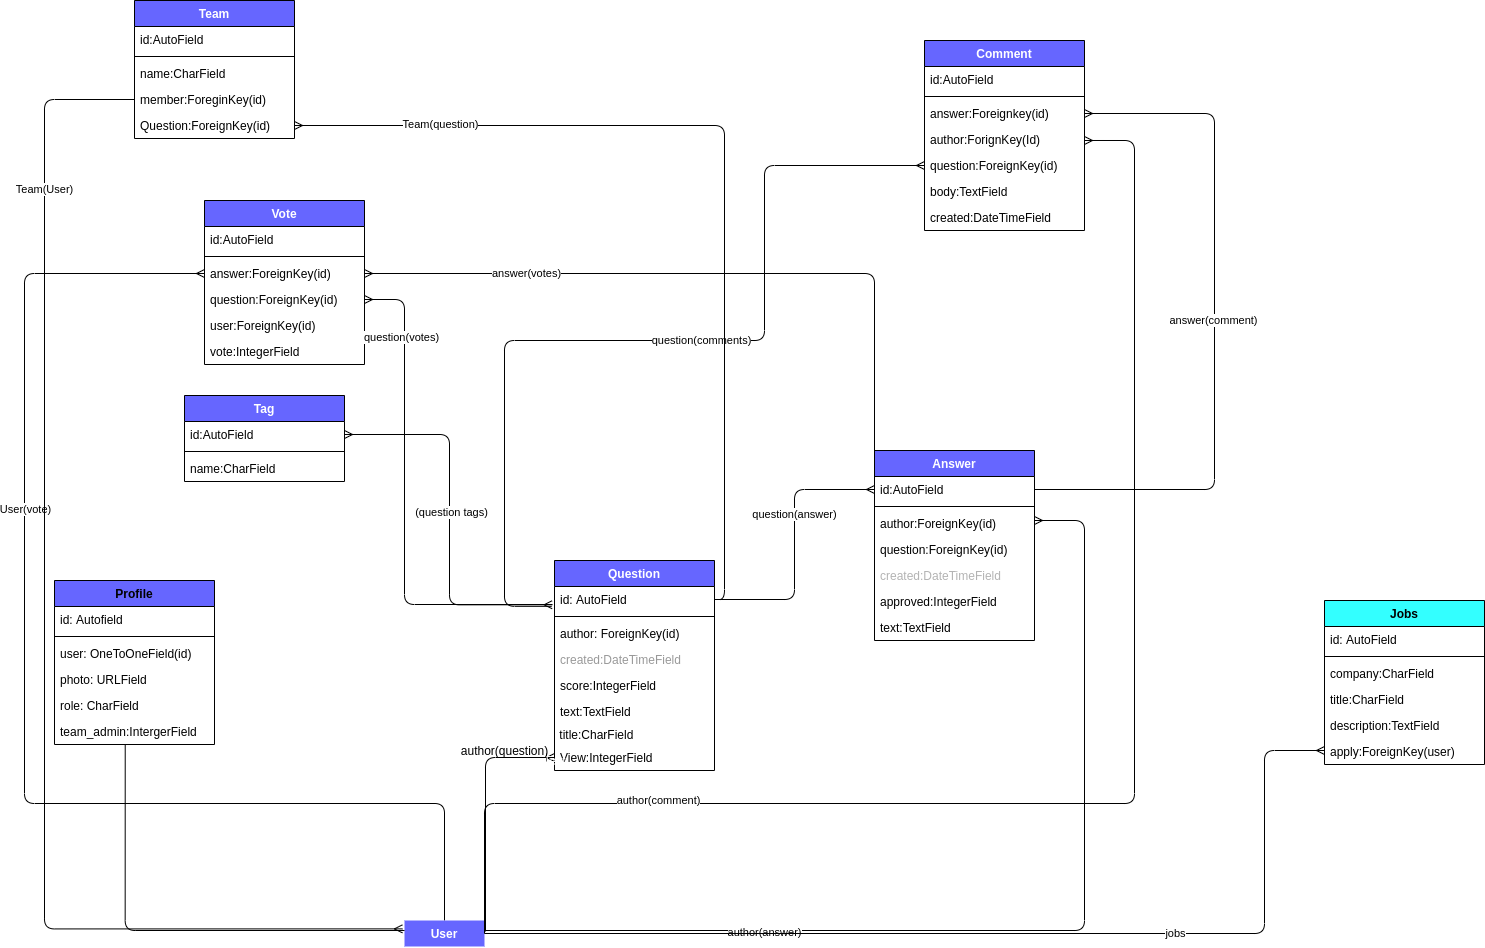 Team
id:AutoField
name:CharField
member:ForeginKey(id)
Question:ForeignKey(id)
Team(question)
Team(User)
Comment
id:AutoField
answer:Foreignkey(id)
author:ForignKey(Id)
question:ForeignKey(id)
body:TextField
created:DateTimeField
Vote
id:AutoField
answer:ForeignKey(id)
question:ForeignKey(id)
user:ForeignKey(id)
vote:IntegerField
answer(votes)
question(votes)
question(comments)
answer(comment)
Tag
id:AutoField
name:CharField
User(vote)
(question tags)
question(answer)
Answer
id:AutoField
author:ForeignKey(id)
question:ForeignKey(id)
created:DateTimeField
approved:IntegerField
text:TextField
Profile
id: Autofield
user: OneToOneField(id)
photo: URLField
role: CharField
team_admin:IntergerField
Question
id: AutoField
author: ForeignKey(id)
created:DateTimeField
score:IntegerField
text:TextField
title:CharField
View:IntegerField
author(question)
Jobs
id: AutoField
company:CharField
title:CharField
description:TextField
apply:ForeignKey(user)
author(comment)
User
author(answer)
jobs